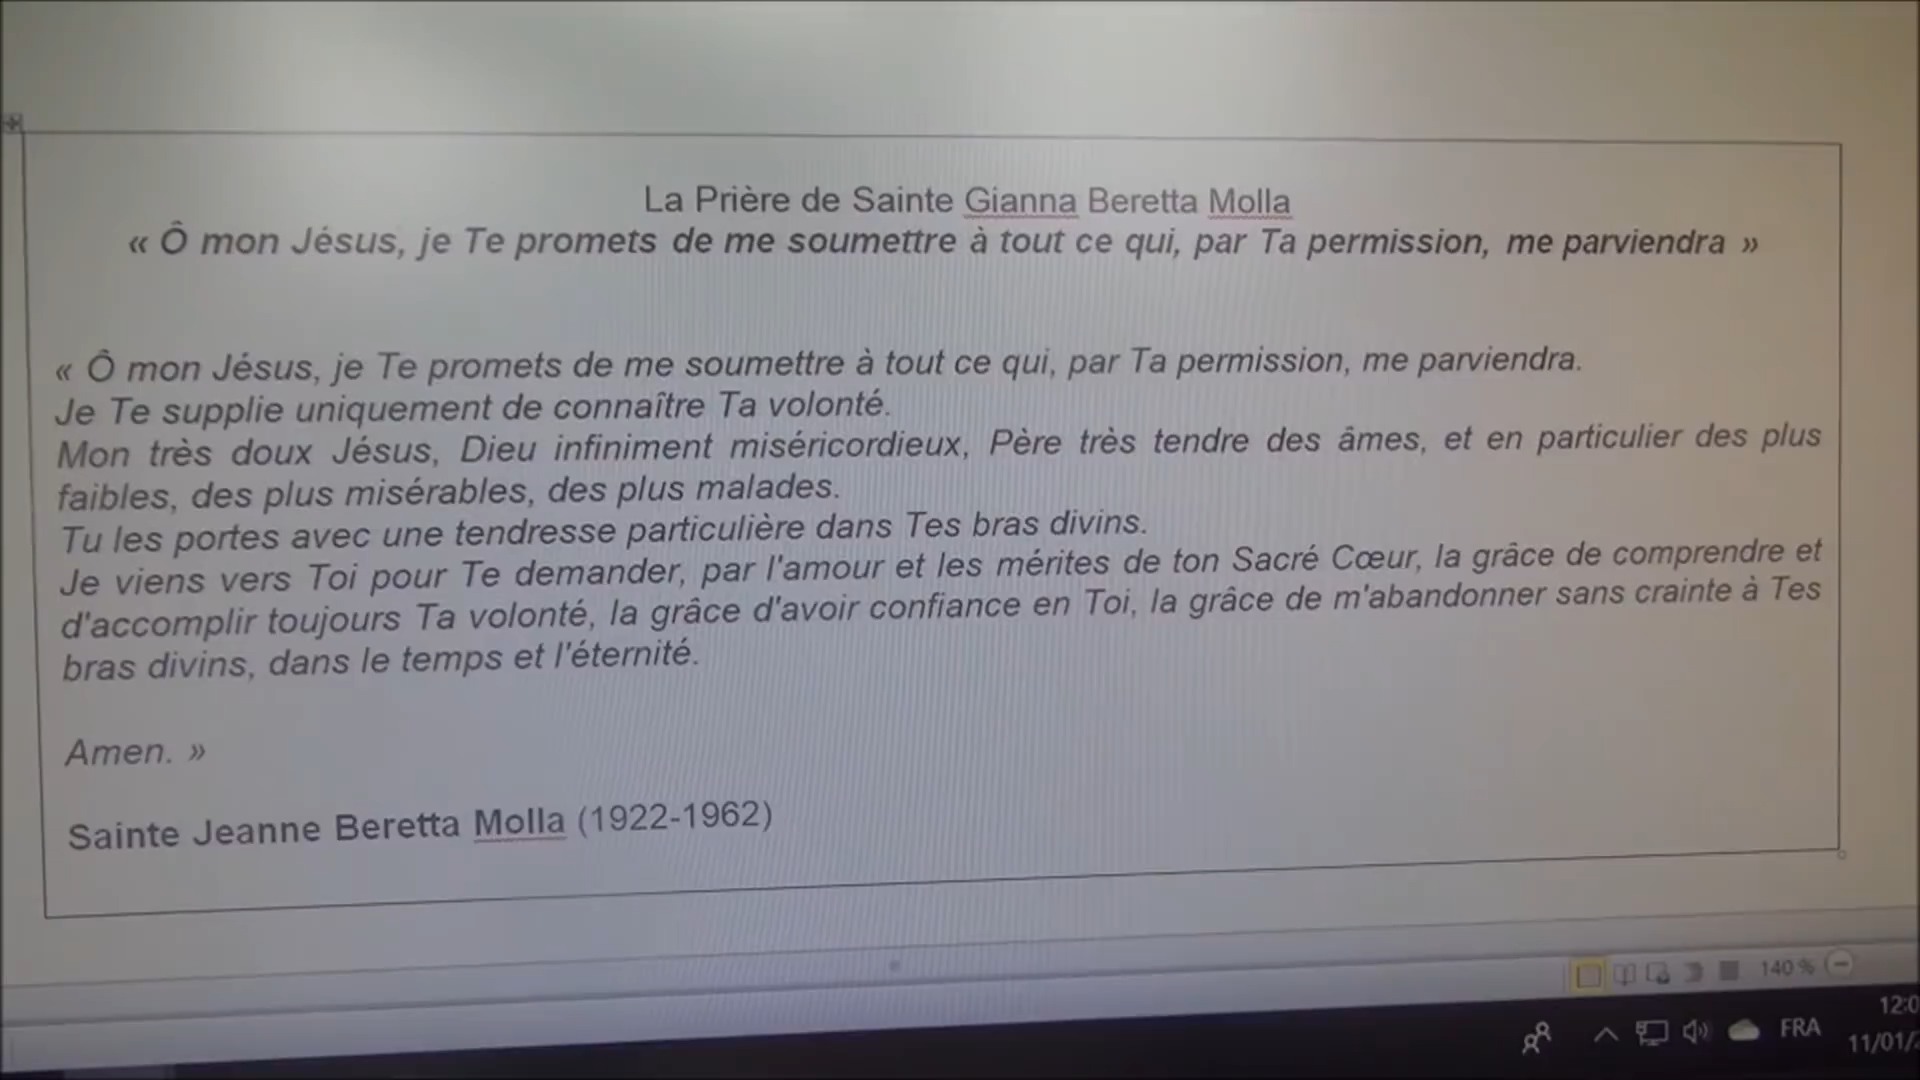 La Prière de Sainte Gianna Beretta Molla
« Ô mon Jésus, je Te promets de me soumettre à tout ce qui, par Ta permission, me parviendra »
« Ô mon Jésus, je Te promets de me soumettre à tout ce qui, par Ta permission, me parviendra.
Je Te supplie uniquement de connaître Ta volonté.
Mon très doux Jésus, Dieu infiniment miséricordieux, Père très tendre des âmes, et en particulier des plus
faibles, des plus misérables, des plus malades.
Tu les portes avec une tendresse particulière dans Tes bras divins.
Je viens vers Toi pour Te demander, par l'amour et les mérites de ton Sacré Cœur, la grâce de comprendre et
d'accomplir toujours Ta volonté, la grâce d'avoir confiance en Toi, la grâce de m'abandonner sans crainte à Tes
bras divins, dans le temps et l'éternité.
Amen. »
Sainte Jeanne Beretta Molla (1922-1962)
140 %
12:0
FRA
11/01/